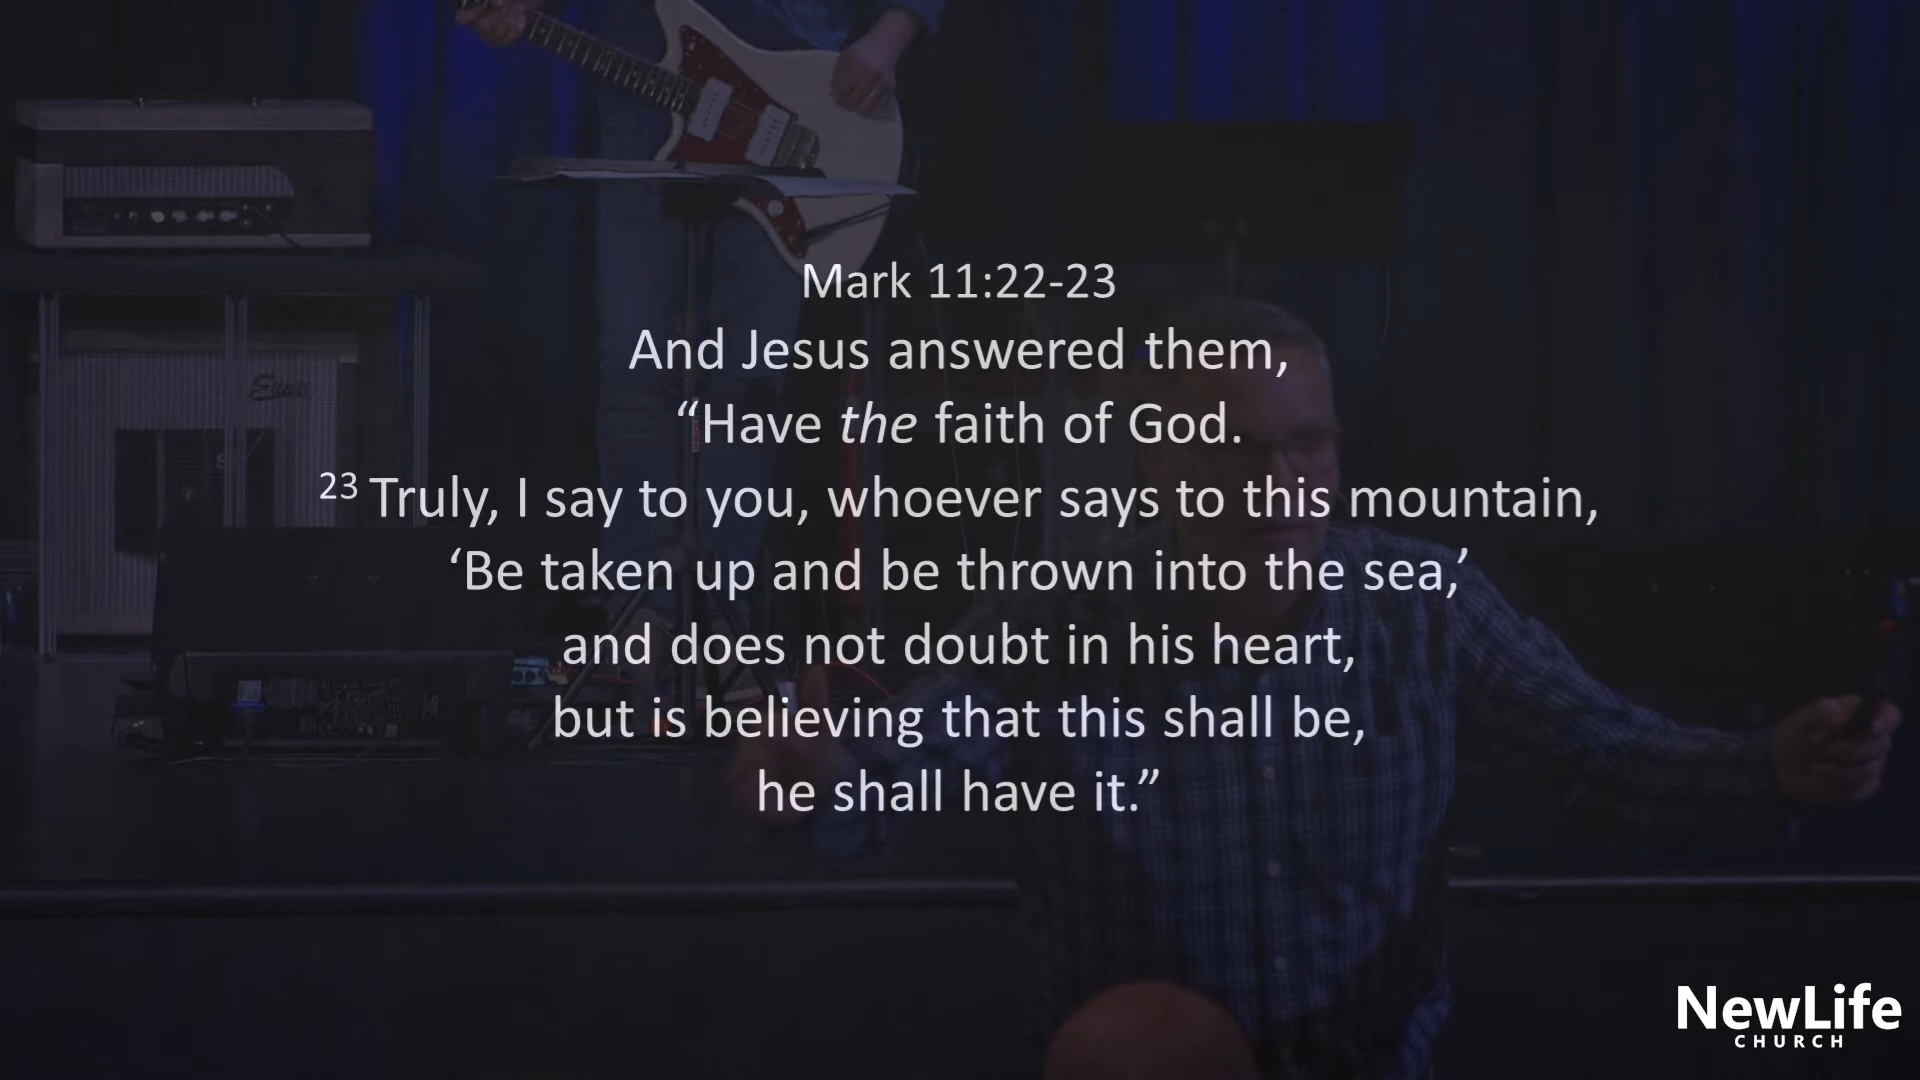 Mark 11:22-23
And Jesus answered them,
“Have the faith of God.
23 Truly, I say to you, whoever says to this mountain,
‘Be taken up and be thrown into the sea,’
and does not doubt in his heart,
but is believing that this shall be,
he shall have it.”
NewLife
CHURCH